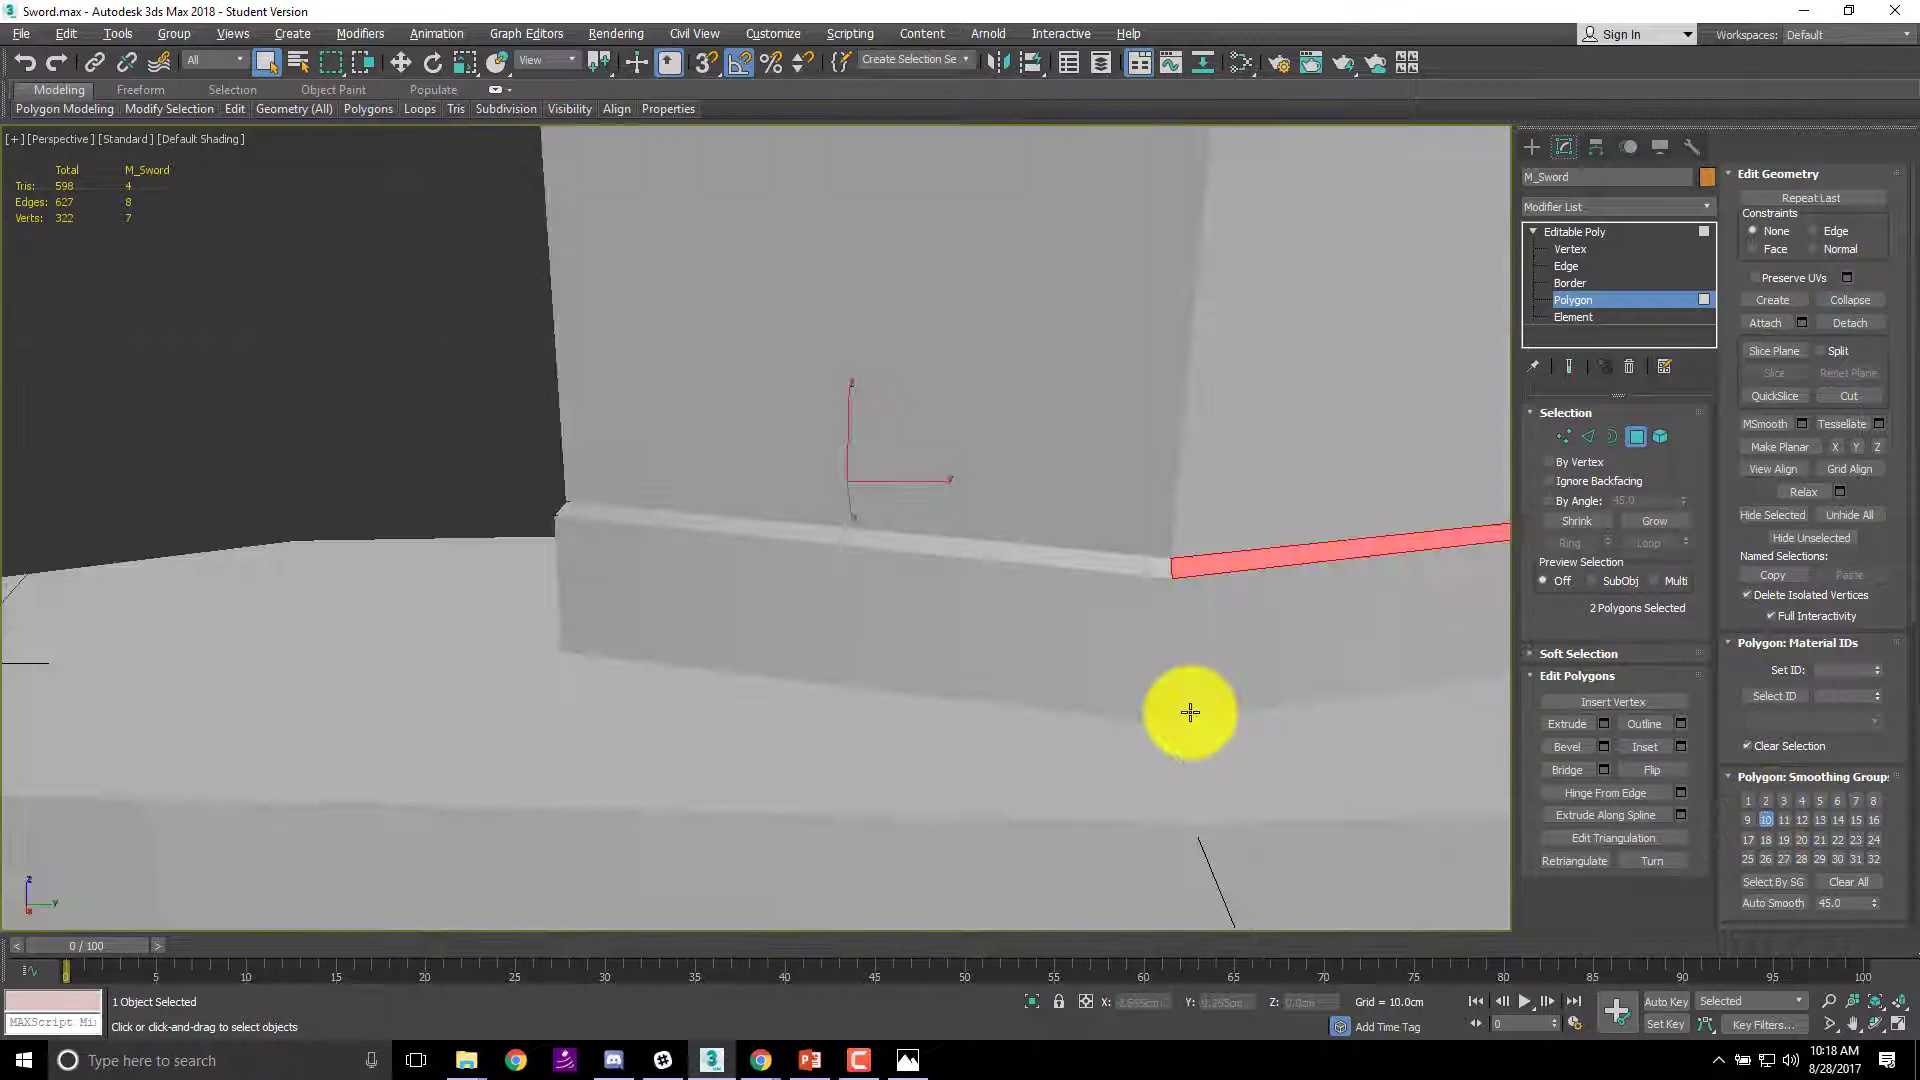 Sword.max - Autodesk 3ds Max 2018 - Student Version
File Edit Tools Group Views Create Modifiers Animation Graph Editors Rendering Civil View Customize Scripting Content Arnold Interactive Help Sign In Workspaces: Default
All View Create Selection Se
Modeling Freeform Selection Object Paint Populate
Polygon Modeling Modify Selection Edit Geometry (All) Polygons Loops Tris Subdivision Visibility Align Properties
[+] [Perspective ] [Standard ] [Default Shading ]
Total M_Sword
Tris: 598 4
Edges: 627 8
Verts: 322 7
z
y
M_Sword
Modifier List
Editable Poly
Vertex
Edge
Border
Polygon
Element
Selection
By Vertex
Ignore Backfacing
By Angle: 45.0
Shrink Grow
Ring Loop
Preview Selection
Off SubObj Multi
2 Polygons Selected
Soft Selection
Edit Polygons
Insert Vertex
Extrude Outline
Bevel Inset
Bridge Flip
Hinge From Edge
Extrude Along Spline
Edit Triangulation
Retriangulate Turn
Edit Geometry
Repeat Last
Constraints
None Edge
Face Normal
Preserve UVs
Create Collapse
Attach Detach
Slice Plane Split
Slice Reset Plane
QuickSlice Cut
MSmooth Tessellate
Make Planar X Y Z
View Align Grid Align
Relax
Hide Selected Unhide All
Hide Unselected
Named Selections:
Copy Paste
Delete Isolated Vertices
Full Interactivity
Polygon: Material IDs
Set ID:
Select ID
Clear Selection
Polygon: Smoothing Groups
1 2 3 4 5 6 7 8
9 10 11 12 13 14 15 16
17 18 19 20 21 22 23 24
25 26 27 28 29 30 31 32
Select By SG Clear All
Auto Smooth 45.0
< 0 / 100 >
0 5 10 15 20 25 30 35 40 45 50 55 60 65 70 75 80 85 90 95 100
1 Object Selected X: Y: Z: 0.0cm Grid = 10.0cm Auto Key Selected
MAXScript Mi Click or click-and-drag to select objects Add Time Tag 0 Set Key Key Filters...
Type here to search
10:18 AM
8/28/2017